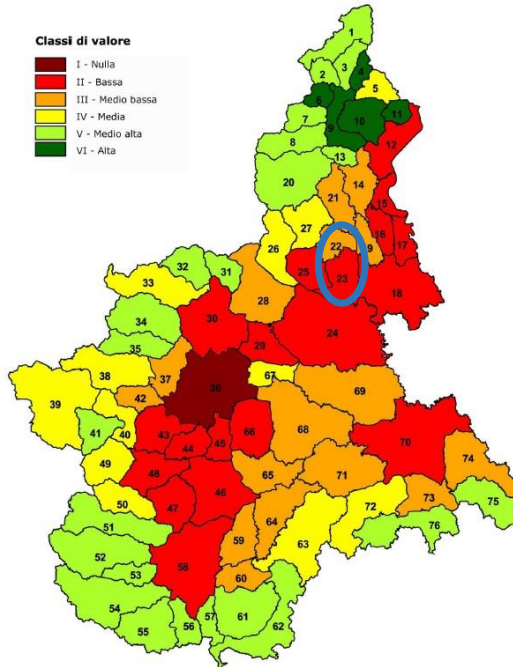 Classi di valore
I - Nulla
II - Bassa
III - Medio bassa
IV - Media
V - Medio alta
VI - Alta
1
2 3 4
5
6
7 9 10 11
8 12
13
20 14
21 15
27 16
26 22 9 17
25 23 18
32 31
33 28
30 24
34
35 29
38 37 36 67
39 42 69
41 40 43 44 45 66 68 70
49 48 65 71 74
50 47 46 72 73 75
51 59 64 63 76
52 58
53 60
54 55 56 57 61 62